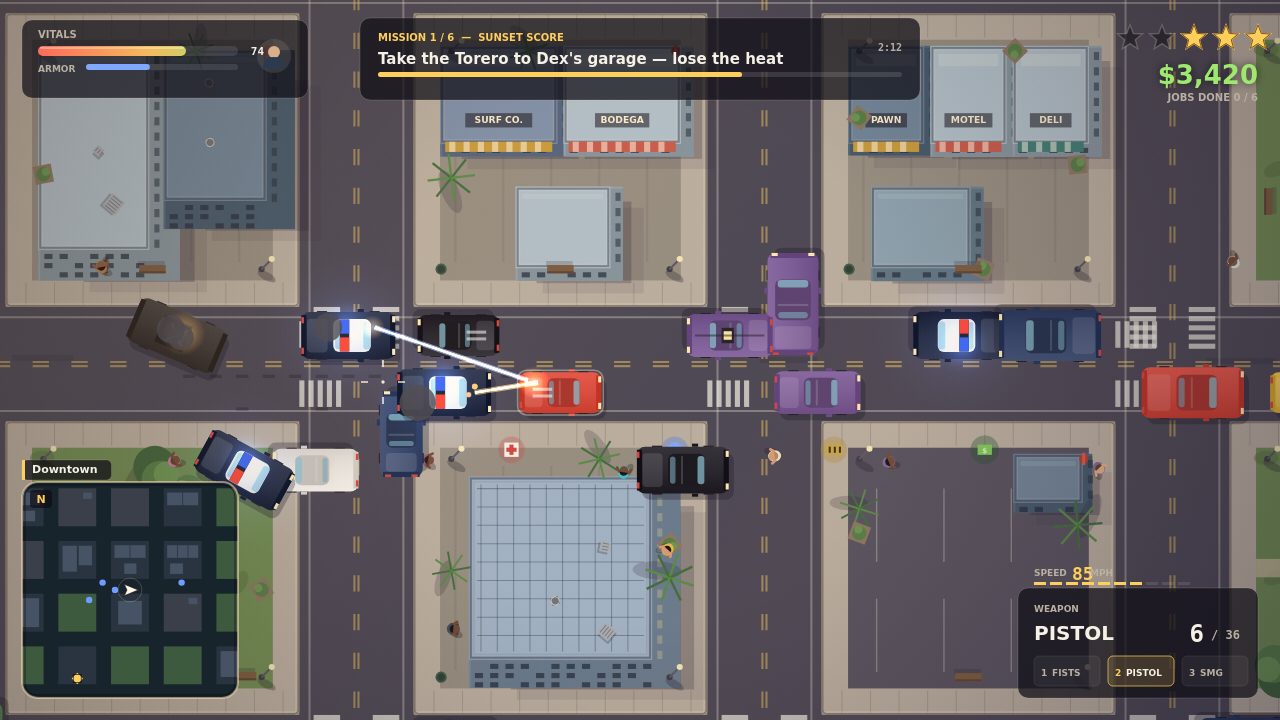 VITALS
74
ARMOR
MISSION 1 / 6 — SUNSET SCORE
Take the Torero to Dex's garage — lose the heat
2:12
$3,420
JOBS DONE 0 / 6
SURF CO.
BODEGA
PAWN
MOTEL
DELI
$
Downtown
N
SPEED 85 MPH
WEAPON
PISTOL
6 / 36
1 FISTS
2 PISTOL
3 SMG